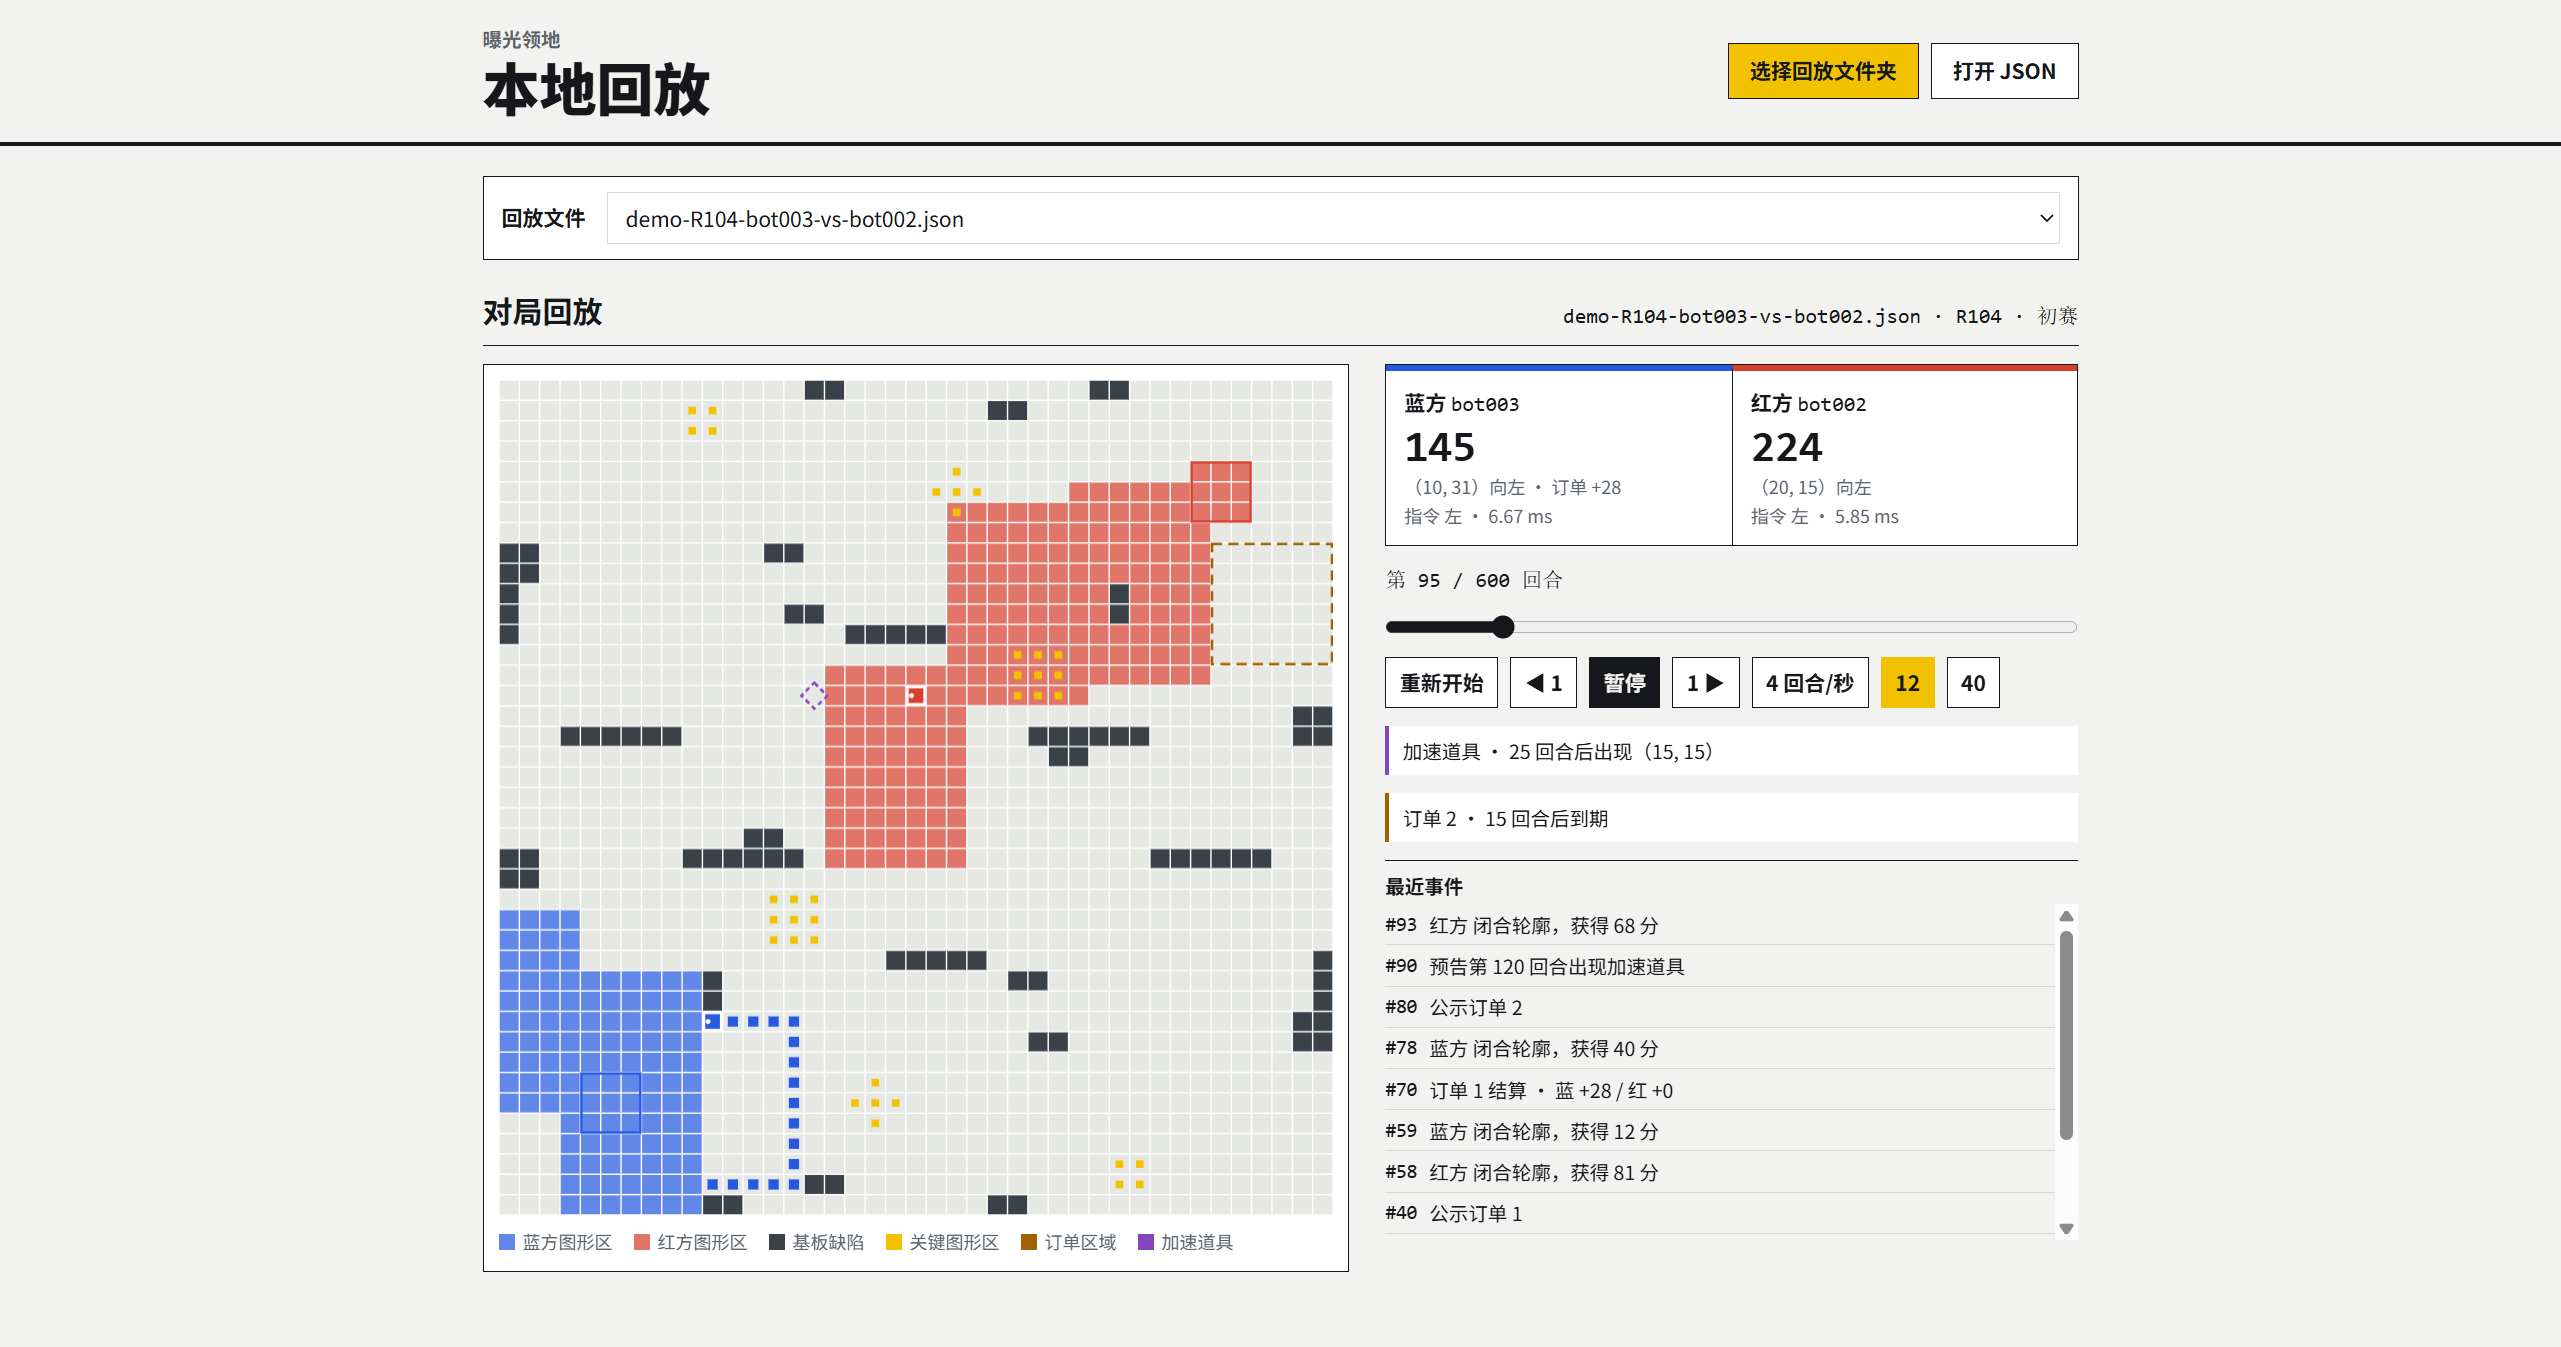 曝光领地
本地回放
选择回放文件夹
打开 JSON
回放文件
demo-R104-bot003-vs-bot002.json
对局回放
demo-R104-bot003-vs-bot002.json · R104 · 初赛
蓝方 bot003
145
（10, 31）向左 · 订单 +28
指令 左 · 6.67 ms
红方 bot002
224
（20, 15）向左
指令 左 · 5.85 ms
第 95 / 600 回合
重新开始
◀ 1
暂停
1 ▶
4 回合/秒
12
40
加速道具 · 25 回合后出现（15, 15）
订单 2 · 15 回合后到期
最近事件
#93 红方 闭合轮廓，获得 68 分
#90 预告第 120 回合出现加速道具
#80 公示订单 2
#78 蓝方 闭合轮廓，获得 40 分
#70 订单 1 结算 · 蓝 +28 / 红 +0
#59 蓝方 闭合轮廓，获得 12 分
#58 红方 闭合轮廓，获得 81 分
#40 公示订单 1
蓝方图形区
红方图形区
基板缺陷
关键图形区
订单区域
加速道具